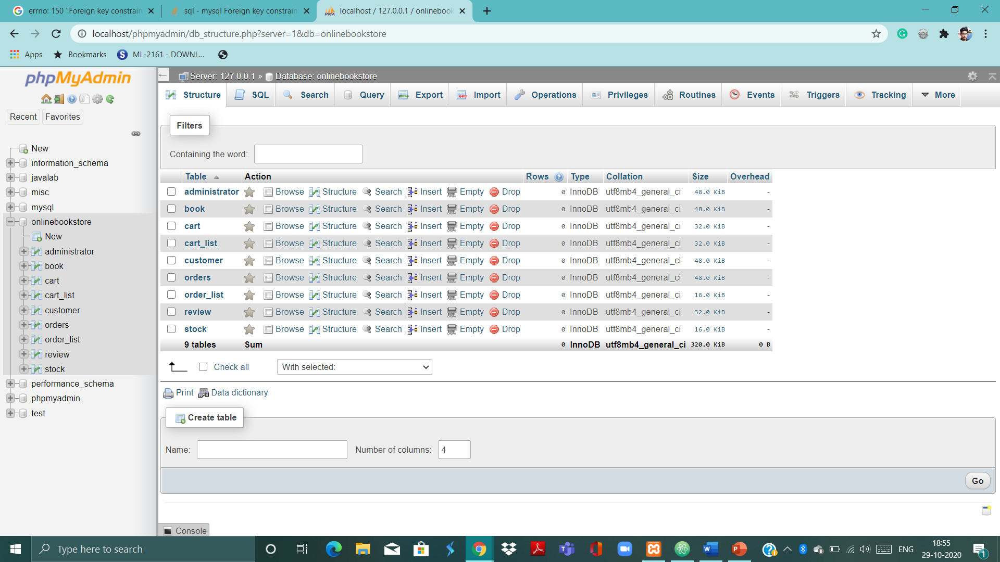 errno: 150 "Foreign key constrain
sql - mysql Foreign key constrain
PMA
localhost / 127.0.0.1 / onlinebook
localhost/phpmyadmin/db_structure.php?server=1&db=onlinebookstore
Apps
Bookmarks
S
ML-2161 - DOWNL...
phpMyAdmin
Recent
Favorites
New
information_schema
javalab
misc
mysql
onlinebookstore
New
administrator
book
cart
cart_list
customer
orders
order_list
review
stock
performance_schema
phpmyadmin
test
Server: 127.0.0.1 » Database: onlinebookstore
Structure SQL Search Query Export Import Operations Privileges Routines Events Triggers Tracking More
Filters
Containing the word:
Table Action Rows Type Collation Size Overhead
administrator Browse Structure Search Insert Empty Drop 0 InnoDB utf8mb4_general_ci 48.0 KiB -
book Browse Structure Search Insert Empty Drop 0 InnoDB utf8mb4_general_ci 48.0 KiB -
cart Browse Structure Search Insert Empty Drop 0 InnoDB utf8mb4_general_ci 32.0 KiB -
cart_list Browse Structure Search Insert Empty Drop 0 InnoDB utf8mb4_general_ci 32.0 KiB -
customer Browse Structure Search Insert Empty Drop 0 InnoDB utf8mb4_general_ci 48.0 KiB -
orders Browse Structure Search Insert Empty Drop 0 InnoDB utf8mb4_general_ci 48.0 KiB -
order_list Browse Structure Search Insert Empty Drop 0 InnoDB utf8mb4_general_ci 16.0 KiB -
review Browse Structure Search Insert Empty Drop 0 InnoDB utf8mb4_general_ci 32.0 KiB -
stock Browse Structure Search Insert Empty Drop 0 InnoDB utf8mb4_general_ci 16.0 KiB -
9 tables Sum 0 InnoDB utf8mb4_general_ci 320.0 KiB 0 B
Check all
With selected:
Print
Data dictionary
Create table
Name:
Number of columns: 4
Go
Console
Type here to search
ENG
18:55
29-10-2020
1